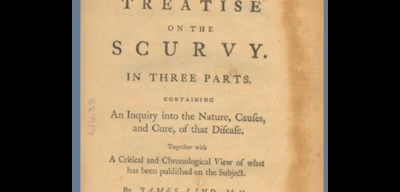 TREATISE
ON THE
SCURVY.
IN THREE PARTS.
CONTAINING
An Inquiry into the Nature, Cauſes,
and Cure, of that Diſeaſe.
Together with
A Critical and Chronological View of what
has been publiſhed on the Subject.
By JAMES LIND, M.D.